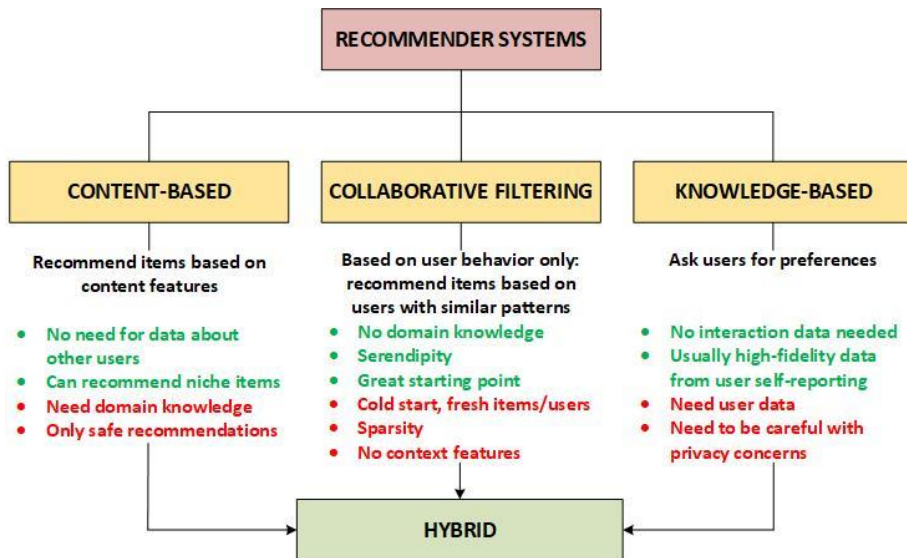 RECOMMENDER SYSTEMS
CONTENT-BASED
Recommend items based on
content features
• No need for data about
other users
• Can recommend niche items
• Need domain knowledge
• Only safe recommendations
COLLABORATIVE FILTERING
Based on user behavior only:
recommend items based on
users with similar patterns
• No domain knowledge
• Serendipity
• Great starting point
• Cold start, fresh items/users
• Sparsity
• No context features
KNOWLEDGE-BASED
Ask users for preferences
• No interaction data needed
• Usually high-fidelity data
from user self-reporting
• Need user data
• Need to be careful with
privacy concerns
HYBRID